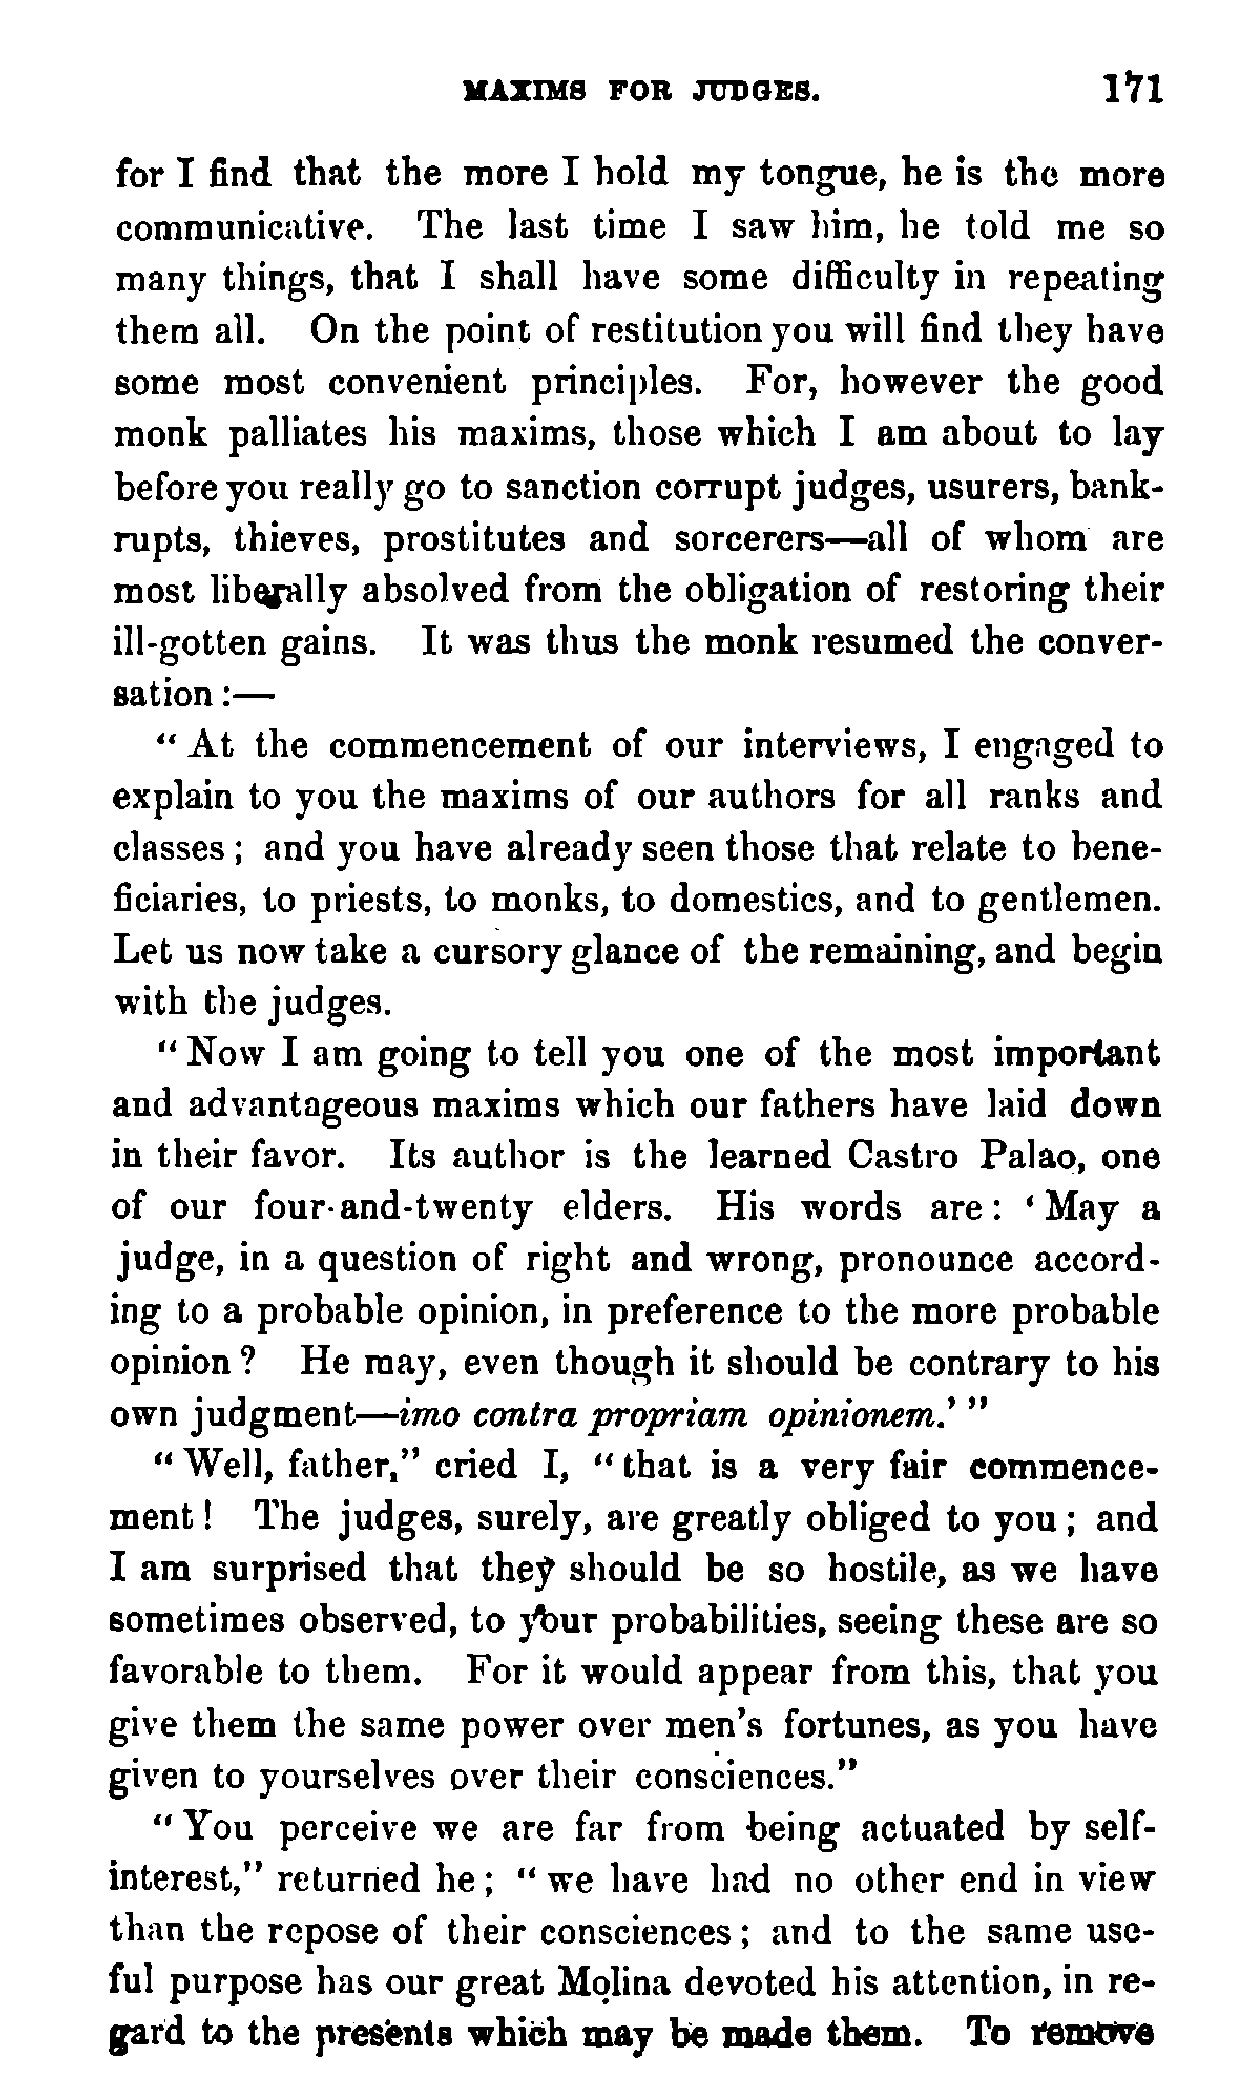 MAXIMS FOR JUDGES. 171
for I find that the more I hold my tongue, he is the more
communicative. The last time I saw him, he told me so
many things, that I shall have some difficulty in repeating
them all. On the point of restitution you will find they have
some most convenient principles. For, however the good
monk palliates his maxims, those which I am about to lay
before you really go to sanction corrupt judges, usurers, bank-
rupts, thieves, prostitutes and sorcerers—all of whom are
most liberally absolved from the obligation of restoring their
ill-gotten gains. It was thus the monk resumed the conver-
sation :—
“ At the commencement of our interviews, I engaged to
explain to you the maxims of our authors for all ranks and
classes ; and you have already seen those that relate to bene-
ficiaries, to priests, to monks, to domestics, and to gentlemen.
Let us now take a cursory glance of the remaining, and begin
with the judges.
“ Now I am going to tell you one of the most important
and advantageous maxims which our fathers have laid down
in their favor. Its author is the learned Castro Palao, one
of our four-and-twenty elders. His words are : ‘ May a
judge, in a question of right and wrong, pronounce accord-
ing to a probable opinion, in preference to the more probable
opinion ? He may, even though it should be contrary to his
own judgment—imo contra propriam opinionem.’ ”
“ Well, father,” cried I, “ that is a very fair commence-
ment ! The judges, surely, are greatly obliged to you ; and
I am surprised that they should be so hostile, as we have
sometimes observed, to your probabilities, seeing these are so
favorable to them. For it would appear from this, that you
give them the same power over men’s fortunes, as you have
given to yourselves over their consciences.”
“ You perceive we are far from being actuated by self-
interest,” returned he ; “ we have had no other end in view
than the repose of their consciences ; and to the same use-
ful purpose has our great Molina devoted his attention, in re-
gard to the presents which may be made them. To remove